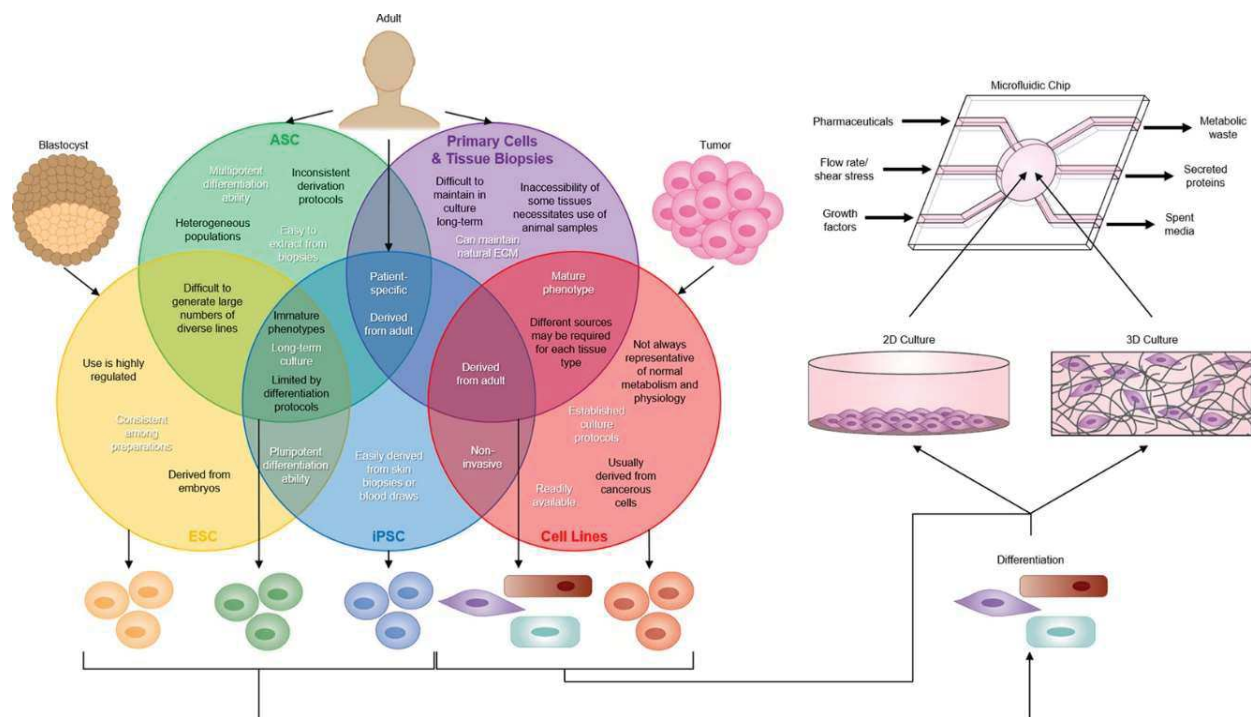 Adult
ASC
Multipotent
differentiation
ability
Inconsistent
derivation
protocols
Heterogeneous
populations
Easy to
extract from
biopsies
Primary Cells
& Tissue Biopsies
Difficult to
maintain in
culture
long-term
Inaccessibility of
some tissues
necessitates use of
animal samples
Can maintain
natural ECM
Blastocyst
Tumor
Difficult to
generate large
numbers of
diverse lines
Immature
phenotypes
Long-term
culture
Limited by
differentiation
protocols
Patient-
specific
Derived
from adult
Mature
phenotype
Different sources
may be required
for each tissue
type
Derived
from adult
Use is highly
regulated
Consistent
among
preparations
Derived from
embryos
Pluripotent
differentiation
ability
Easily derived
from skin
biopsies or
blood draws
Non-
invasive
Not always
representative
of normal
metabolism and
physiology
Established
culture
protocols
Readily
available
Usually
derived from
cancerous
cells
ESC
iPSC
Cell Lines
Microfluidic Chip
Pharmaceuticals
Flow rate/
shear stress
Growth
factors
Metabolic
waste
Secreted
proteins
Spent
media
2D Culture
3D Culture
Differentiation